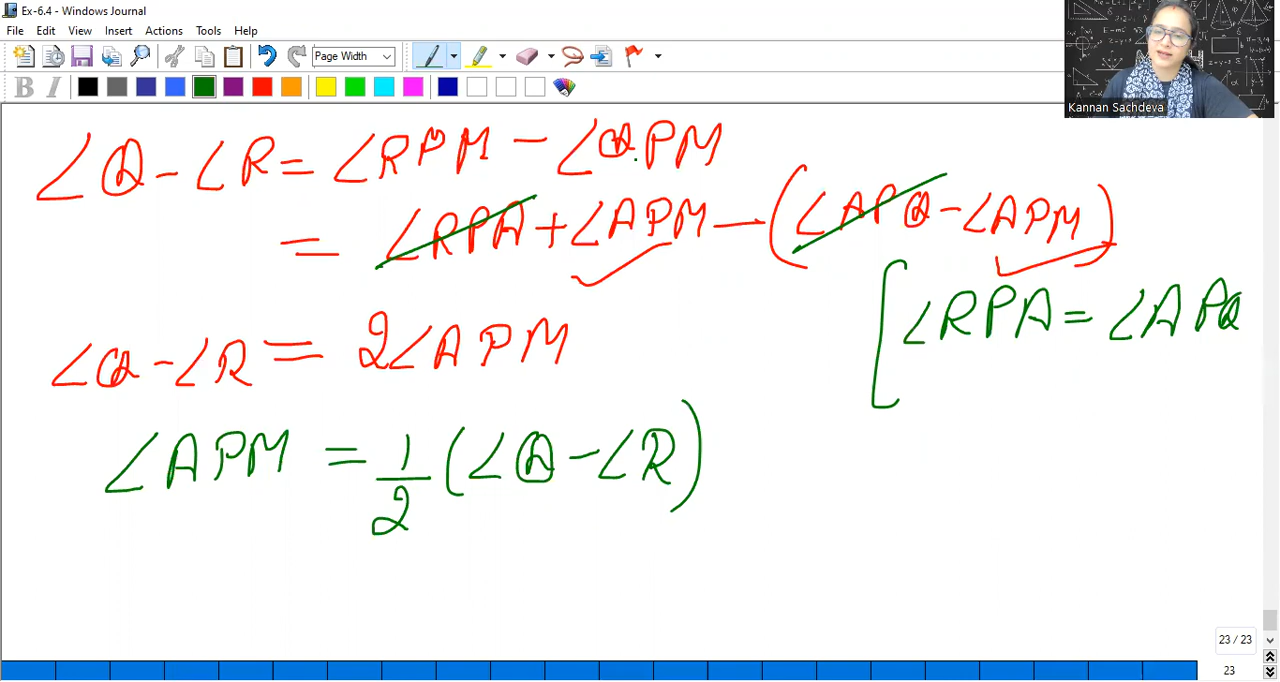 Ex-6.4 - Windows Journal
File Edit View Insert Actions Tools Help
Page Width
B I
Kannan Sachdeva
∠Q - ∠R = ∠RPM - ∠QPM
= ∠RPA + ∠APM - (∠APQ - ∠APM)
[∠RPA = ∠APQ
∠Q - ∠R = 2∠APM
∠APM = 1/2 (∠Q - ∠R)
23 / 23
23